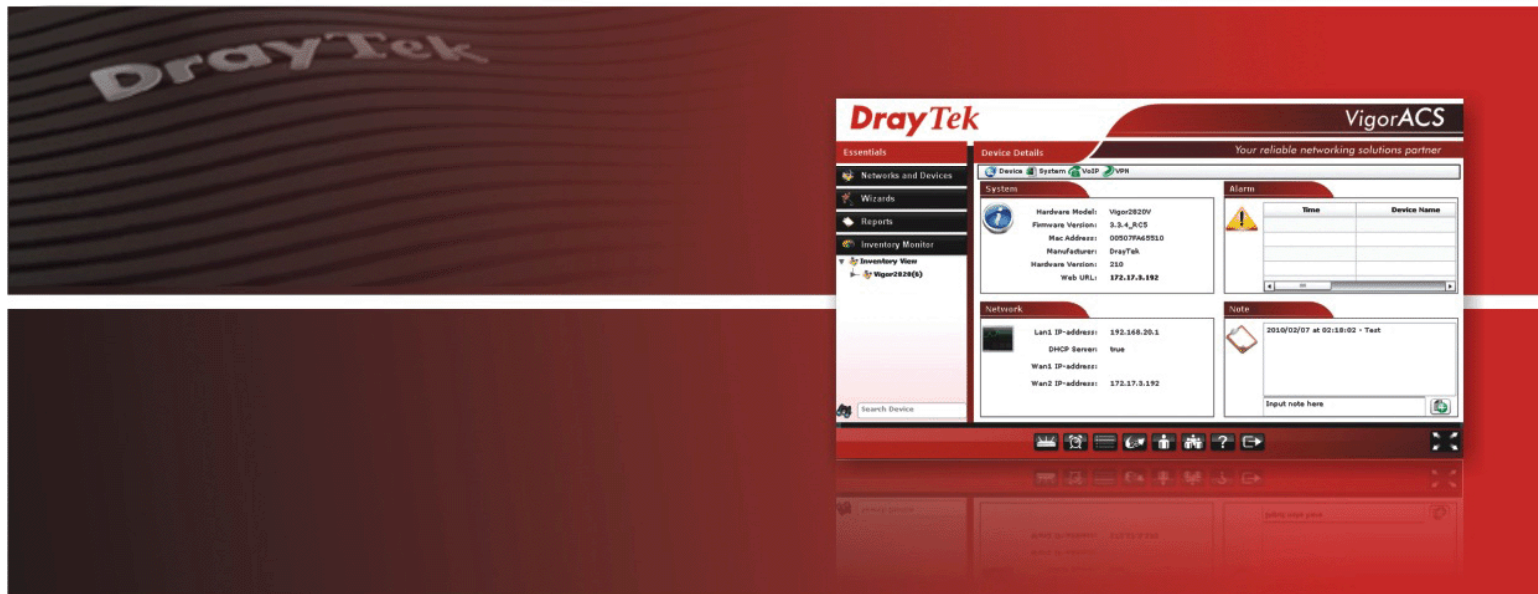 DrayTek
DrayTek
VigorACS
Your reliable networking solutions partner
Essentials
Networks and Devices
Wizards
Reports
Inventory Monitor
Inventory View
Vigor2820(6)
Search Device
Device Details
Device System VoIP VPN
System
Hardware Model: Vigor2820V
Firmware Version: 3.3.4_RC5
Mac Address: 00507FA65510
Manufacturer: DrayTek
Hardware Version: 210
Web URL: 172.17.3.192
Alarm
Time Device Name
Network
Lan1 IP-address: 192.168.20.1
DHCP Server: true
Wan1 IP-address:
Wan2 IP-address: 172.17.3.192
Note
2010/02/07 at 02:18:02 - Test
Input note here